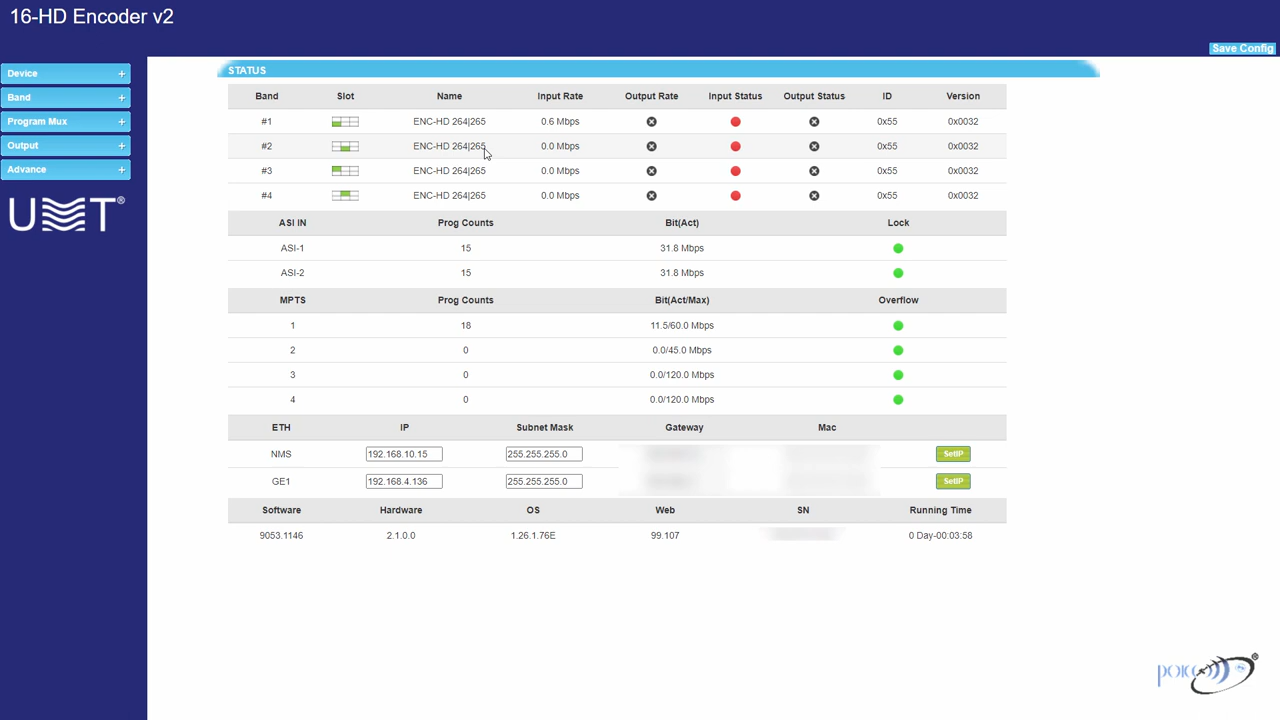 16-HD Encoder v2
Save Config
Device +
Band +
Program Mux +
Output +
Advance +
UMT®
STATUS
Band Slot Name Input Rate Output Rate Input Status Output Status ID Version
#1 ENC-HD 264|265 0.6 Mbps 0x55 0x0032
#2 ENC-HD 264|265 0.0 Mbps 0x55 0x0032
#3 ENC-HD 264|265 0.0 Mbps 0x55 0x0032
#4 ENC-HD 264|265 0.0 Mbps 0x55 0x0032
ASI IN Prog Counts Bit(Act) Lock
ASI-1 15 31.8 Mbps
ASI-2 15 31.8 Mbps
MPTS Prog Counts Bit(Act/Max) Overflow
1 18 11.5/60.0 Mbps
2 0 0.0/45.0 Mbps
3 0 0.0/120.0 Mbps
4 0 0.0/120.0 Mbps
ETH IP Subnet Mask Gateway Mac
NMS 192.168.10.15 255.255.255.0 SetIP
GE1 192.168.4.136 255.255.255.0 SetIP
Software Hardware OS Web SN Running Time
9053.1146 2.1.0.0 1.26.1.76E 99.107 0 Day-00:03:58